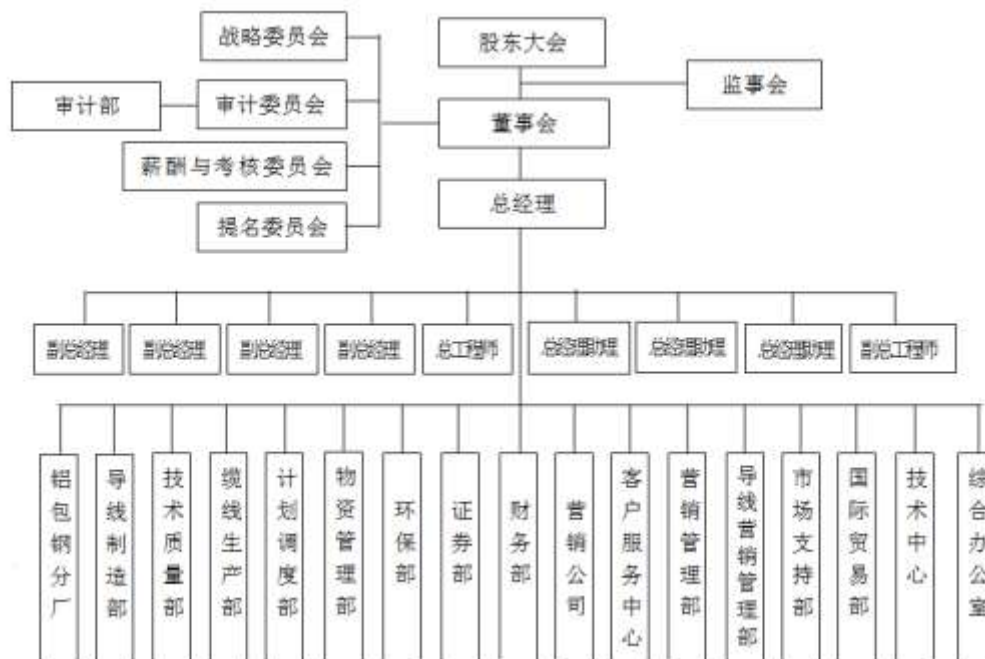 战略委员会
股东大会
监事会
审计部
审计委员会
董事会
薪酬与考核委员会
总经理
提名委员会
副总经理
副总经理
副总经理
副总经理
总工程师
总经理助理
总经理助理
总经理助理
副总工程师
铝包钢分厂
导线制造部
技术质量部
缆线生产部
计划调度部
物资管理部
环保部
证券部
财务部
营销公司
客户服务中心
营销管理部
导线营销管理部
市场支持部
国际贸易部
技术中心
综合办公室